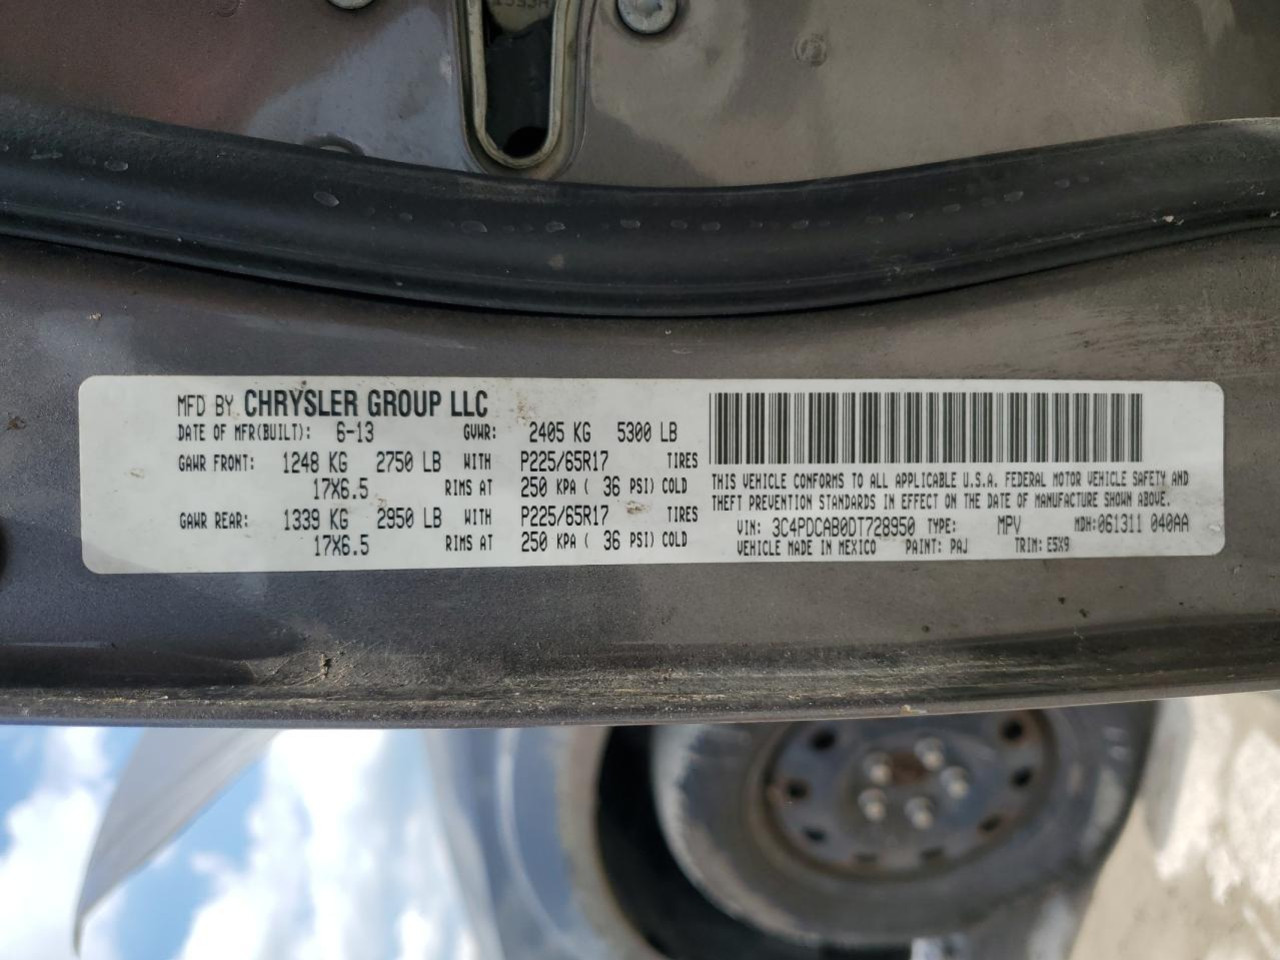 MFD BY CHRYSLER GROUP LLC
DATE OF MFR(BUILT): 6-13 GVWR: 2405 KG 5300 LB
GAWR FRONT: 1248 KG 2750 LB WITH P225/65R17 TIRES
17X6.5 RIMS AT 250 KPA ( 36 PSI) COLD
GAWR REAR: 1339 KG 2950 LB WITH P225/65R17 TIRES
17X6.5 RIMS AT 250 KPA ( 36 PSI) COLD
THIS VEHICLE CONFORMS TO ALL APPLICABLE U.S.A. FEDERAL MOTOR VEHICLE SAFETY AND
THEFT PREVENTION STANDARDS IN EFFECT ON THE DATE OF MANUFACTURE SHOWN ABOVE.
VIN: 3C4PDCAB0DT728950 TYPE: MPV MDH:061311 040AA
VEHICLE MADE IN MEXICO PAINT: PAJ TRIM: E5X9